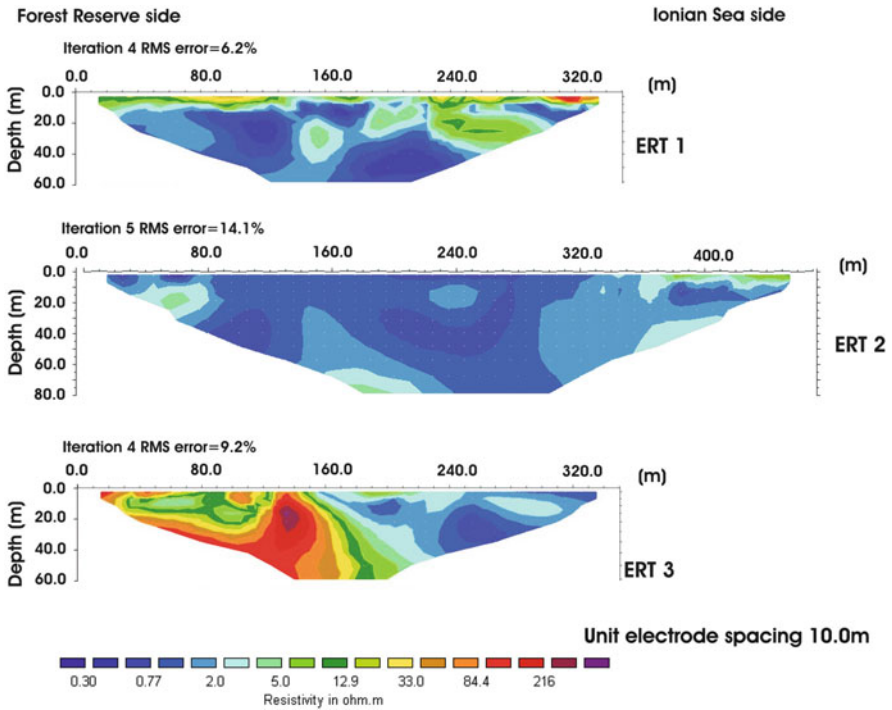 Forest Reserve side
Ionian Sea side
Iteration 4 RMS error=6.2%
0.0 80.0 160.0 240.0 320.0 (m)
Depth (m)
0.0
20.0
40.0
60.0
ERT 1
Iteration 5 RMS error=14.1%
0.0 80.0 160.0 240.0 320.0 400.0 (m)
Depth (m)
0.0
20.0
40.0
60.0
80.0
ERT 2
Iteration 4 RMS error=9.2%
0.0 80.0 160.0 240.0 320.0 (m)
Depth (m)
0.0
20.0
40.0
60.0
ERT 3
Unit electrode spacing 10.0m
0.30 0.77 2.0 5.0 12.9 33.0 84.4 216
Resistivity in ohm.m